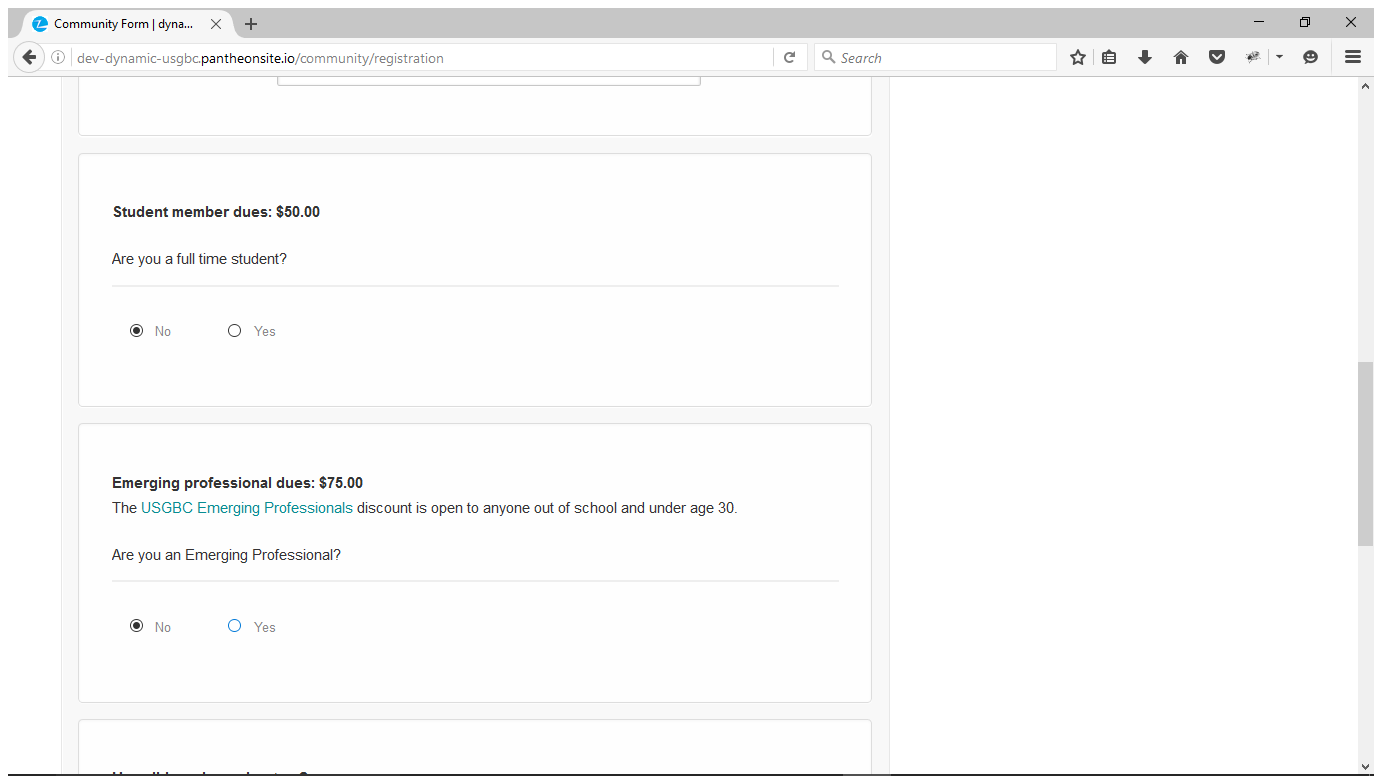 Community Form | dyna...
dev-dynamic-usgbc.pantheonsite.io/community/registration
Search
Student member dues: $50.00
Are you a full time student?
No Yes
Emerging professional dues: $75.00
The USGBC Emerging Professionals discount is open to anyone out of school and under age 30.
Are you an Emerging Professional?
No Yes